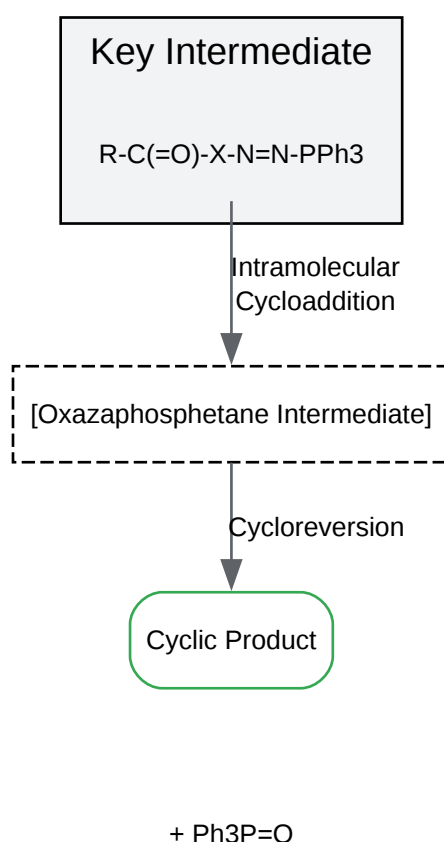 Key Intermediate
R-C(=O)-X-N=N-PPh3
Intramolecular
Cycloaddition
[Oxazaphosphetane Intermediate]
Cycloreversion
Cyclic Product
+ Ph3P=O